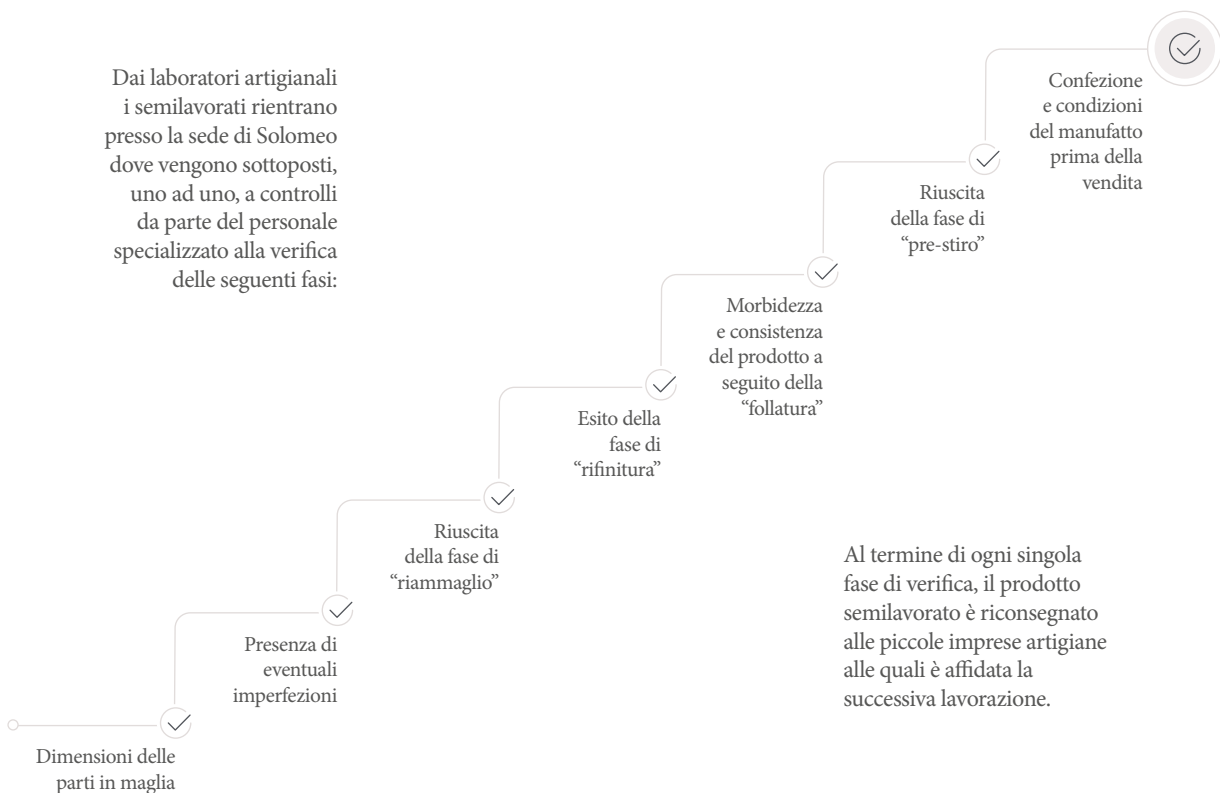 Dai laboratori artigianali
i semilavorati rientrano
presso la sede di Solomeo
dove vengono sottoposti,
uno ad uno, a controlli
da parte del personale
specializzato alla verifica
delle seguenti fasi:
Dimensioni delle
parti in maglia
Presenza di
eventuali
imperfezioni
Riuscita
della fase di
“riammaglio”
Esito della
fase di
“rifinitura”
Morbidezza
e consistenza
del prodotto a
seguito della
“follatura”
Riuscita
della fase di
“pre-stiro”
Confezione
e condizioni
del manufatto
prima della
vendita
Al termine di ogni singola
fase di verifica, il prodotto
semilavorato è riconsegnato
alle piccole imprese artigiane
alle quali è affidata la
successiva lavorazione.